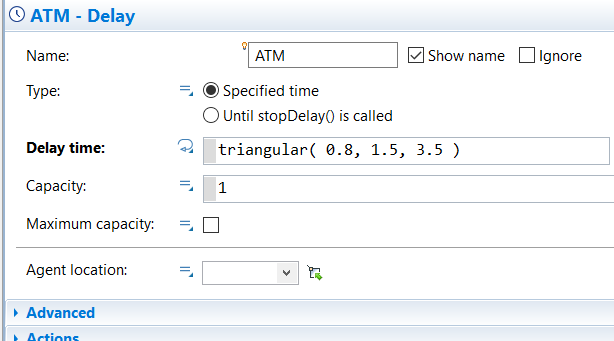 ATM - Delay
Name: ATM Show name Ignore
Type: Specified time
Until stopDelay() is called
Delay time: triangular( 0.8, 1.5, 3.5 )
Capacity: 1
Maximum capacity:
Agent location:
Advanced
Actions